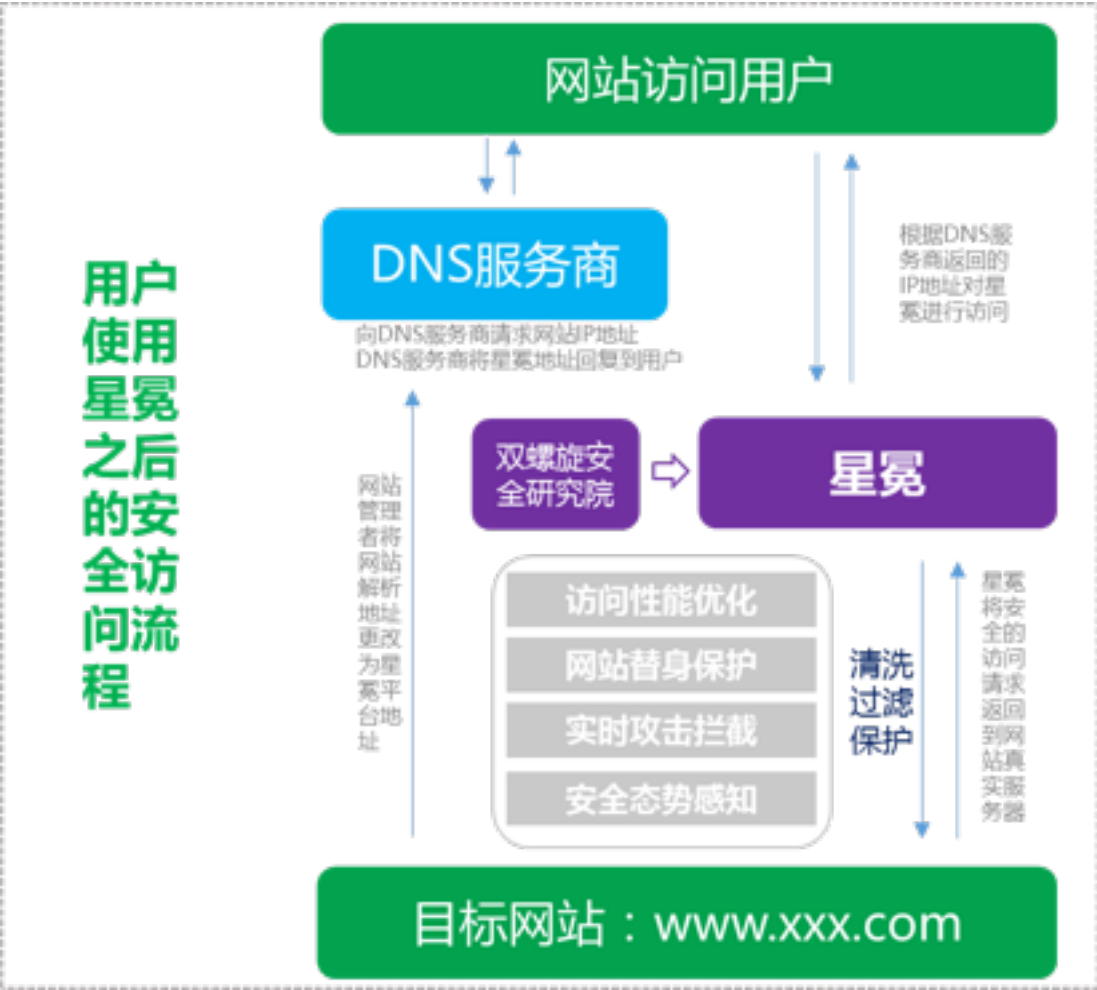 网站访问用户
用户
使用
星冕
之后
的安
全访
问流
程
DNS服务商
向DNS服务商请求网站IP地址
DNS服务商将星冕地址回复到用户
根据DNS服
务商返回的
IP地址对星
冕进行访问
双螺旋安
全研究院
星冕
网站
管理
者将
网站
解析
地址
更改
为星
冕平
台地
址
访问性能优化
网站替身保护
实时攻击拦截
安全态势感知
清洗
过滤
保护
星冕
将安
全的
访问
请求
返回
到网
站真
实服
务器
目标网站：www.xxx.com